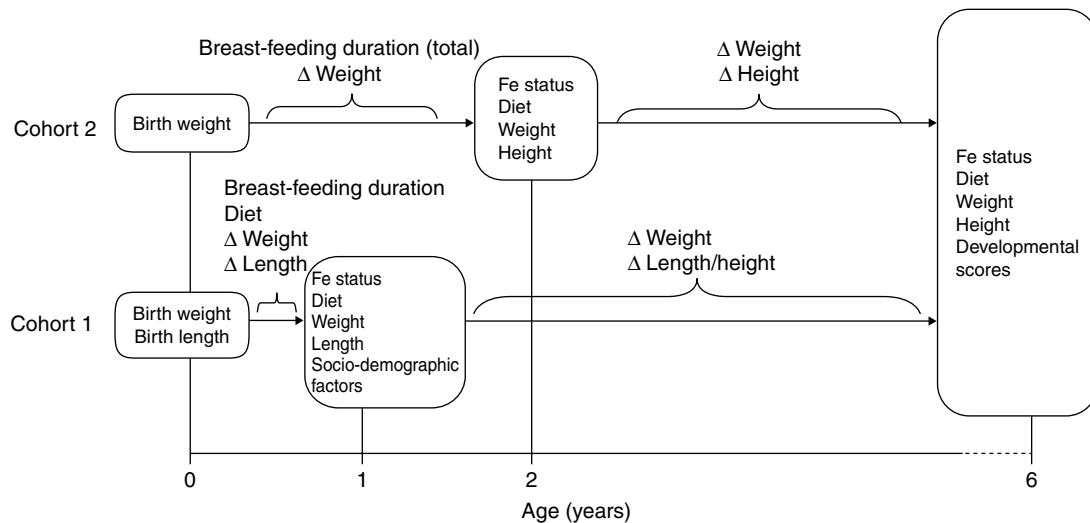 Breast-feeding duration (total)
Δ Weight
Δ Weight
Δ Height
Cohort 2
Birth weight
Fe status
Diet
Weight
Height
Breast-feeding duration
Diet
Δ Weight
Δ Length
Δ Weight
Δ Length/height
Cohort 1
Birth weight
Birth length
Fe status
Diet
Weight
Length
Socio-demographic
factors
Fe status
Diet
Weight
Height
Developmental
scores
0
1
2
6
Age (years)